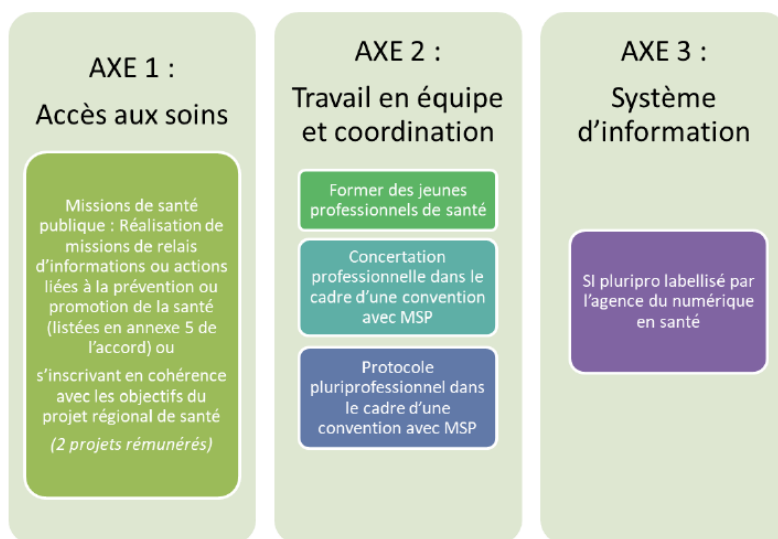 AXE 1 :
Accès aux soins
Missions de santé
publique : Réalisation de
missions de relais
d’informations ou actions
liées à la prévention ou
promotion de la santé
(listées en annexe 5 de
l’accord) ou
s’inscrivant en cohérence
avec les objectifs du
projet régional de santé
(2 projets rémunérés)
AXE 2 :
Travail en équipe
et coordination
Former des jeunes
professionnels de santé
Concertation
professionnelle dans le
cadre d’une convention
avec MSP
Protocole
pluriprofessionnel dans
le cadre d’une
convention avec MSP
AXE 3 :
Système
d’information
SI pluripro labellisé par
l’agence du numérique
en santé